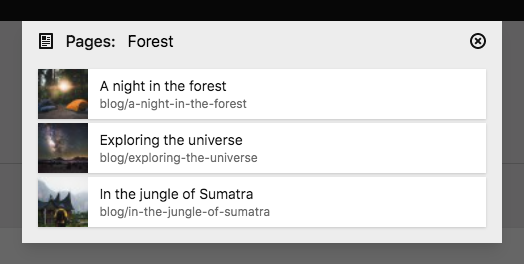 Pages: Forest
A night in the forest
blog/a-night-in-the-forest
Exploring the universe
blog/exploring-the-universe
In the jungle of Sumatra
blog/in-the-jungle-of-sumatra